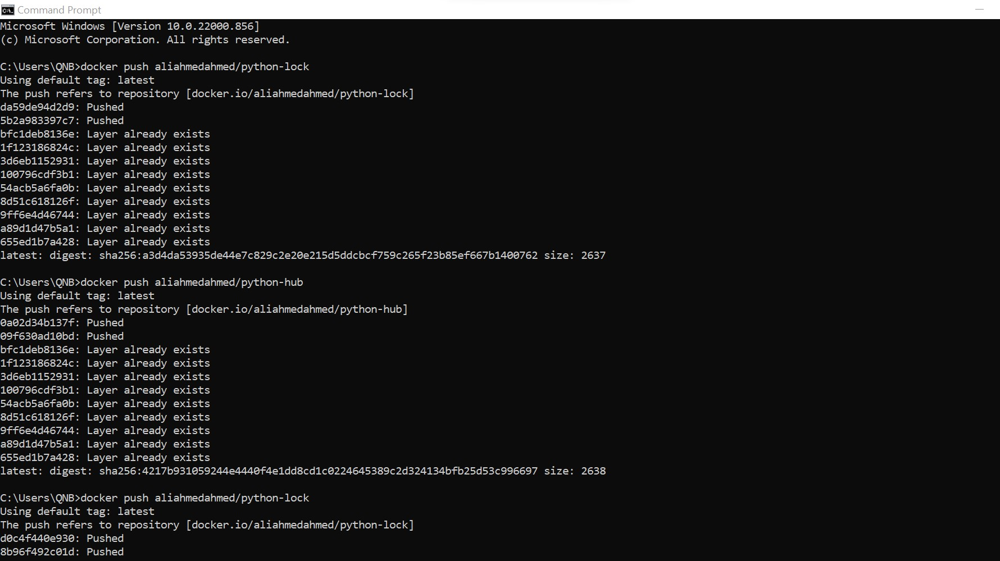 Command Prompt
Microsoft Windows [Version 10.0.22000.856]
(c) Microsoft Corporation. All rights reserved.
C:\Users\QNB>docker push aliahmedahmed/python-lock
Using default tag: latest
The push refers to repository [docker.io/aliahmedahmed/python-lock]
da59de94d2d9: Pushed
5b2a983397c7: Pushed
bfc1deb8136e: Layer already exists
1f123186824c: Layer already exists
3d6eb1152931: Layer already exists
100796cdf3b1: Layer already exists
54acb5a6fa0b: Layer already exists
8d51c618126f: Layer already exists
9ff6e4d46744: Layer already exists
a89d1d47b5a1: Layer already exists
655ed1b7a428: Layer already exists
latest: digest: sha256:a3d4da53935de44e7c829c2e20e215d5ddcbcf759c265f23b85ef667b1400762 size: 2637
C:\Users\QNB>docker push aliahmedahmed/python-hub
Using default tag: latest
The push refers to repository [docker.io/aliahmedahmed/python-hub]
0a02d34b137f: Pushed
09f630ad10bd: Pushed
bfc1deb8136e: Layer already exists
1f123186824c: Layer already exists
3d6eb1152931: Layer already exists
100796cdf3b1: Layer already exists
54acb5a6fa0b: Layer already exists
8d51c618126f: Layer already exists
9ff6e4d46744: Layer already exists
a89d1d47b5a1: Layer already exists
655ed1b7a428: Layer already exists
latest: digest: sha256:4217b931059244e4440f4e1dd8cd1c0224645389c2d324134bfb25d53c996697 size: 2638
C:\Users\QNB>docker push aliahmedahmed/python-lock
Using default tag: latest
The push refers to repository [docker.io/aliahmedahmed/python-lock]
d0c4f440e930: Pushed
8b96f492c01d: Pushed